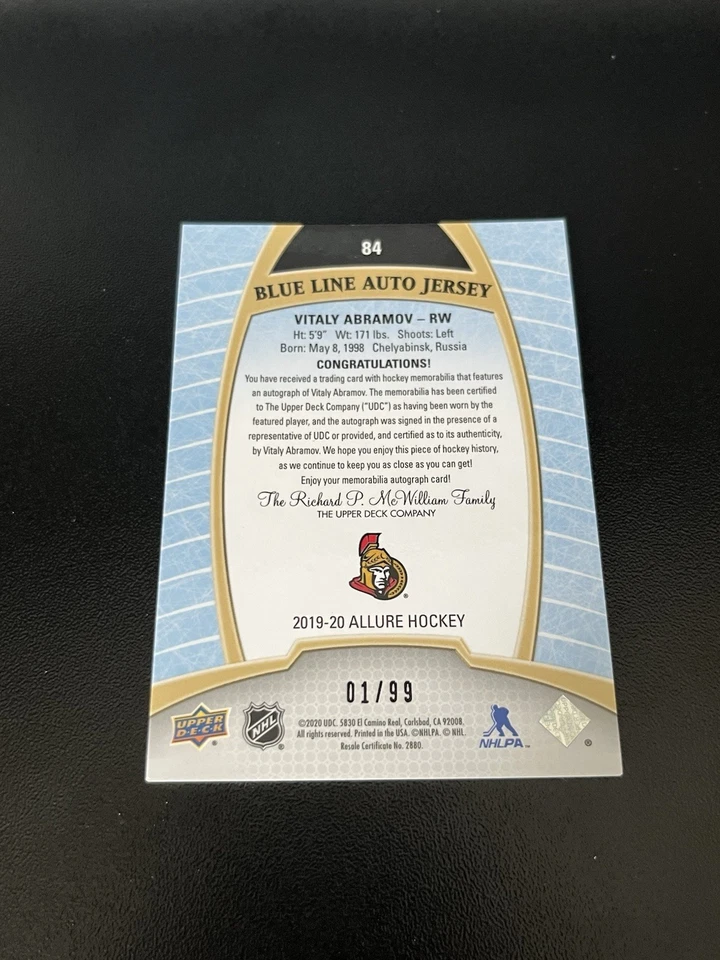 84
BLUE LINE AUTO JERSEY
VITALY ABRAMOV – RW
Ht: 5'9" Wt: 171 lbs. Shoots: Left
Born: May 8, 1998 Chelyabinsk, Russia
CONGRATULATIONS!
You have received a trading card with hockey memorabilia that features
an autograph of Vitaly Abramov. The memorabilia has been certified
to The Upper Deck Company ("UDC") as having been worn by the
featured player, and the autograph was signed in the presence of a
representative of UDC or provided, and certified as to its authenticity,
by Vitaly Abramov. We hope you enjoy this piece of hockey history,
as we continue to keep you as close as you can get!
Enjoy your memorabilia autograph card!
The Richard P. McWilliam Family
THE UPPER DECK COMPANY
®
2019-20 ALLURE HOCKEY
01/99
UPPER
D·E·C·K
®
NHL
®
©2020 UDC. 5830 El Camino Real, Carlsbad, CA 92008.
All rights reserved. Printed in the USA. ©NHLPA. © NHL.
Resale Certificate No. 2880.
NHLPA™
®